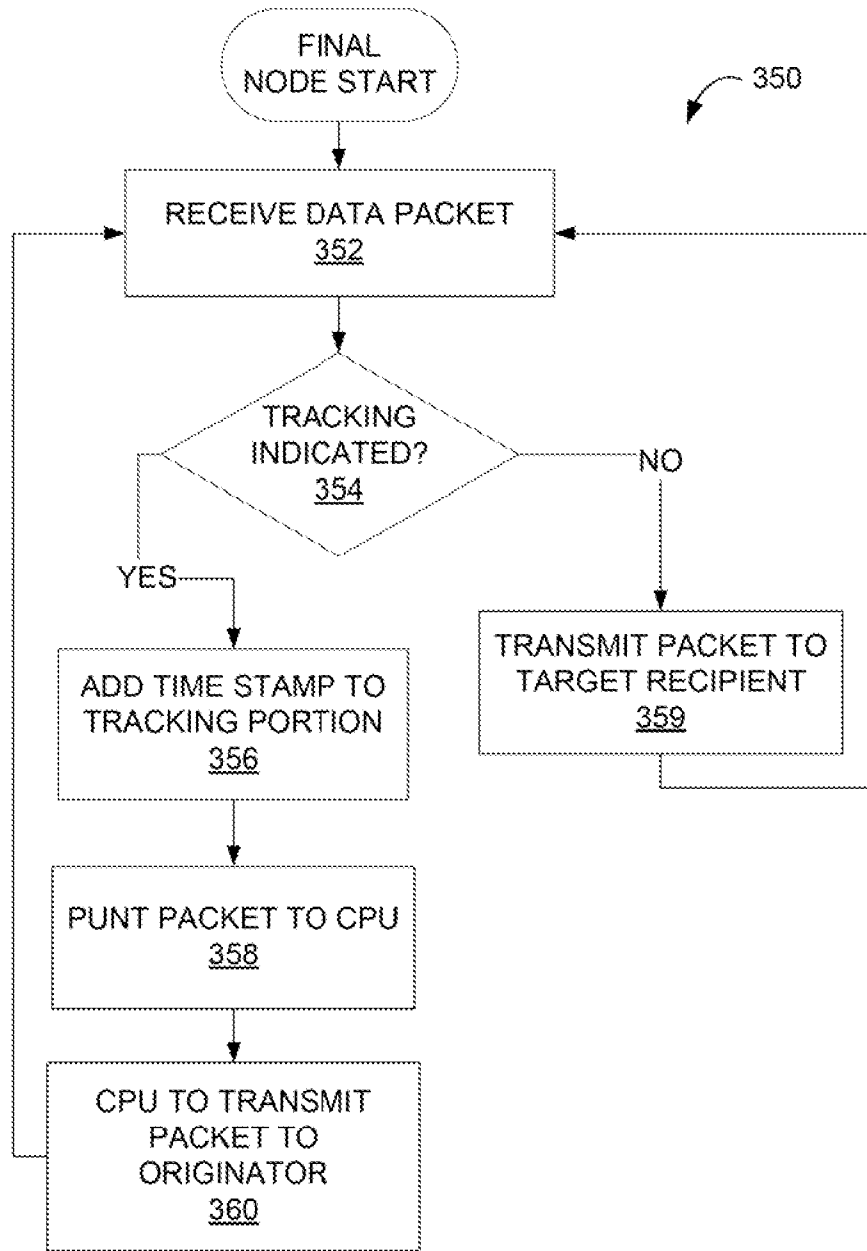 FINAL
NODE START
350
RECEIVE DATA PACKET
352
TRACKING
INDICATED?
354
NO
YES
TRANSMIT PACKET TO
TARGET RECIPIENT
359
ADD TIME STAMP TO
TRACKING PORTION
356
PUNT PACKET TO CPU
358
CPU TO TRANSMIT
PACKET TO
ORIGINATOR
360